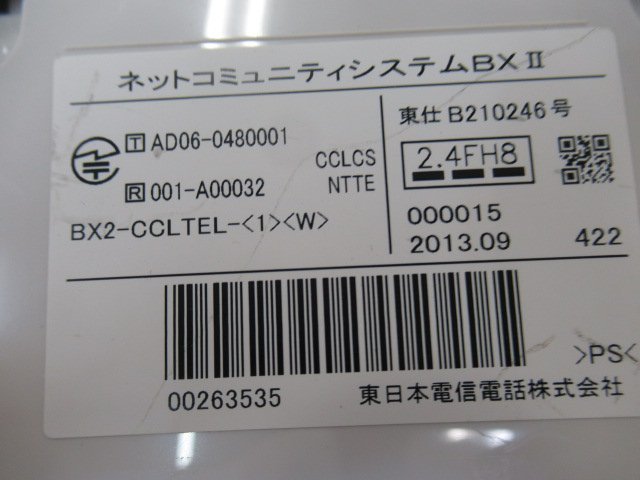 ネットコミュニティシステムBXⅡ
T AD06-0480001
R 001-A00032
CCLCS
NTTE
BX2-CCLTEL-<1><W>
東仕 B210246号
2.4FH8
000015
2013.09 422
00263535
>PS<
東日本電信電話株式会社